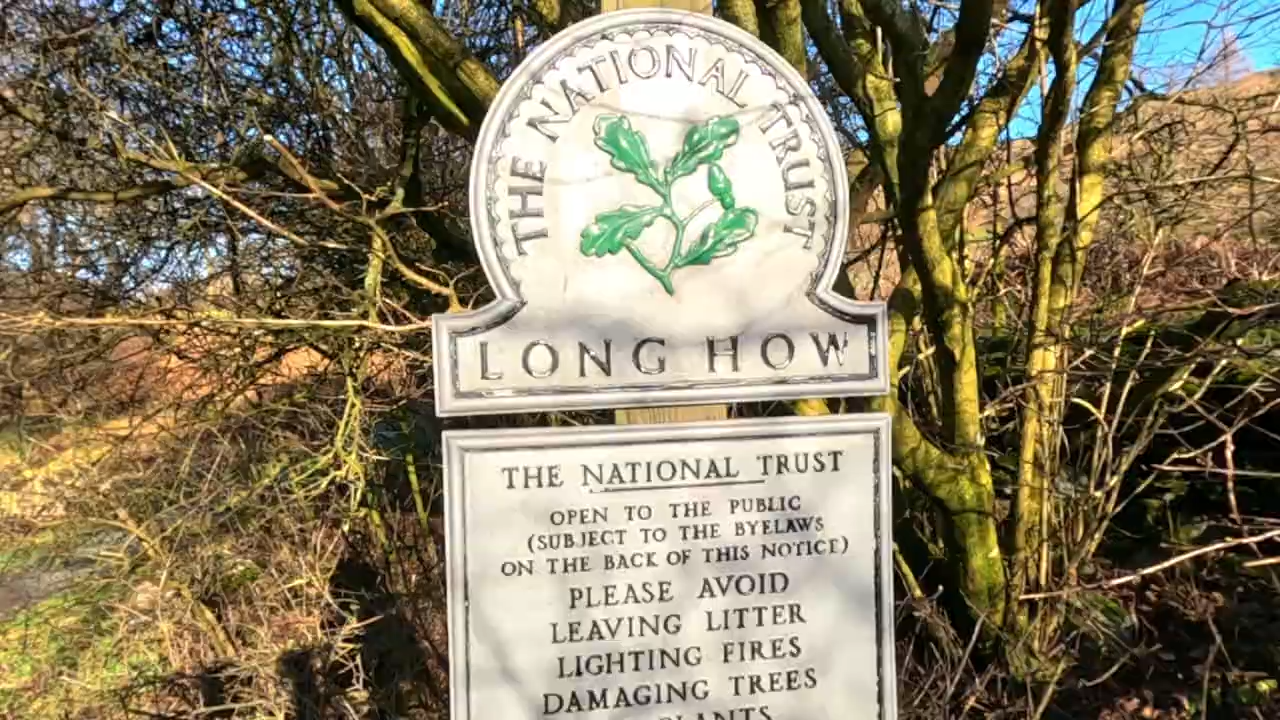 THE NATIONAL TRUST
LONG HOW
THE NATIONAL TRUST
OPEN TO THE PUBLIC
(SUBJECT TO THE BYELAWS
ON THE BACK OF THIS NOTICE)
PLEASE AVOID
LEAVING LITTER
LIGHTING FIRES
DAMAGING TREES
PLANTS